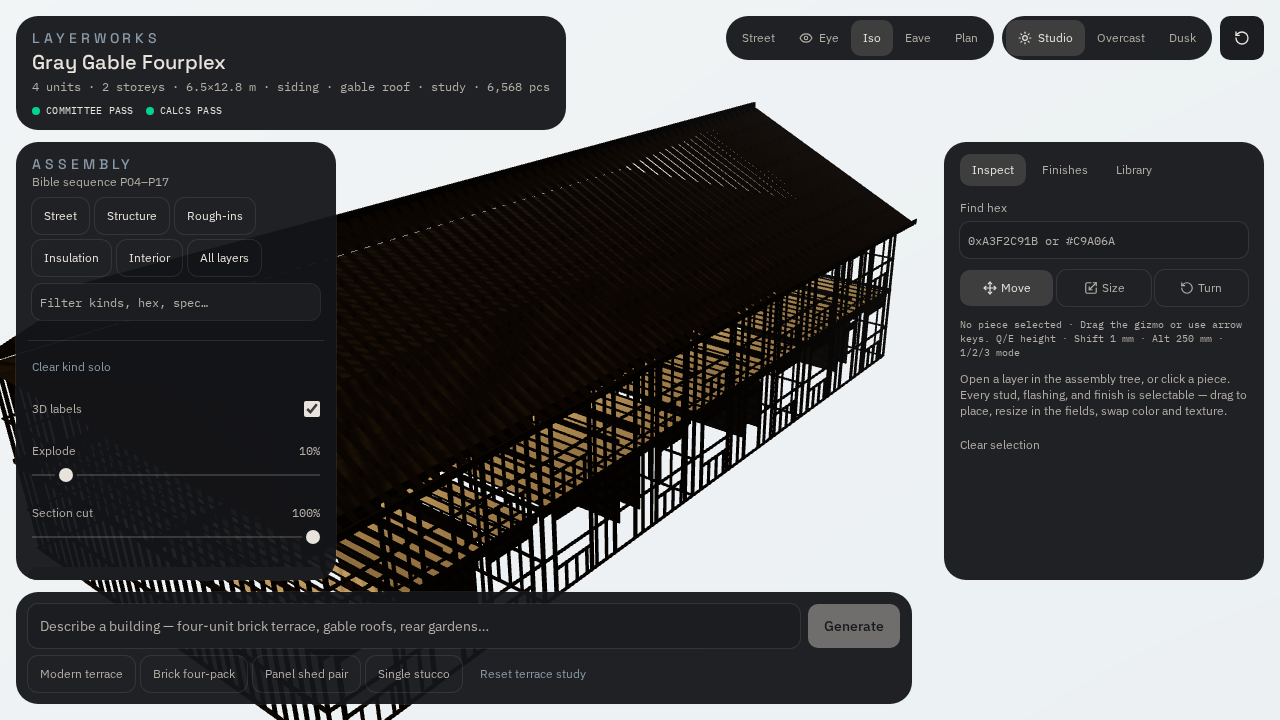 LAYERWORKS
Gray Gable Fourplex
4 units · 2 storeys · 6.5×12.8 m · siding · gable roof · study · 6,568 pcs
COMMITTEE PASS CALCS PASS
Street Eye Iso Eave Plan
Studio Overcast Dusk
ASSEMBLY
Bible sequence P04–P17
Street Structure Rough-ins
Insulation Interior All layers
Filter kinds, hex, spec…
Clear kind solo
3D labels
Explode 10%
Section cut 100%
Inspect Finishes Library
Find hex
0xA3F2C91B or #C9A06A
Move Size Turn
No piece selected · Drag the gizmo or use arrow
keys. Q/E height · Shift 1 mm · Alt 250 mm ·
1/2/3 mode
Open a layer in the assembly tree, or click a piece.
Every stud, flashing, and finish is selectable — drag to
place, resize in the fields, swap color and texture.
Clear selection
Describe a building — four-unit brick terrace, gable roofs, rear gardens…
Generate
Modern terrace Brick four-pack Panel shed pair Single stucco Reset terrace study